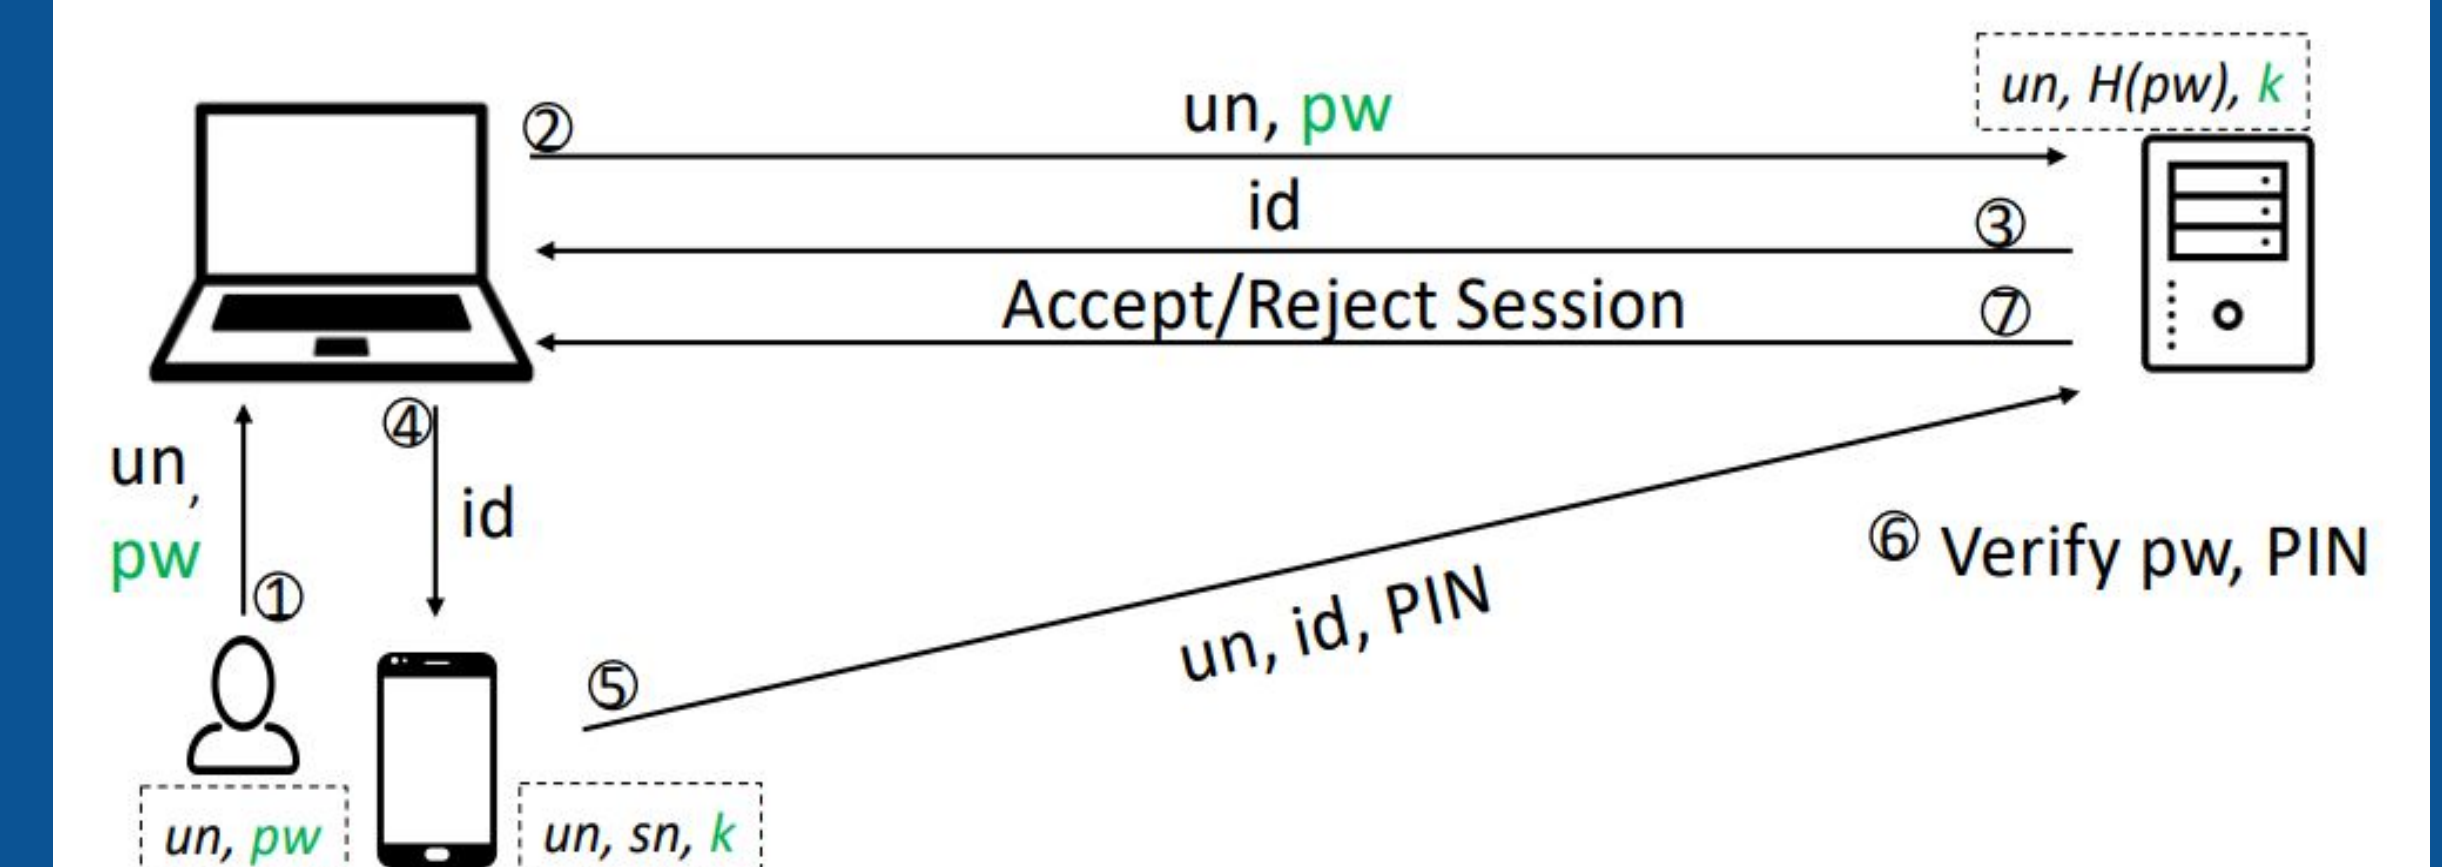 un, H(pw), k
② un, pw
id ③
Accept/Reject Session ⑦
④
un,
pw
id
①
⑤
un, id, PIN
⑥ Verify pw, PIN
un, pw
un, sn, k